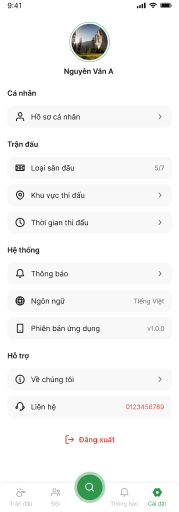 9:41
Nguyễn Văn A
Cá nhân
Hồ sơ cá nhân
Trận đấu
Loại sân đấu 5/7
Khu vực thi đấu
Thời gian thi đấu
Hệ thống
Thông báo
Ngôn ngữ Tiếng Việt
Phiên bản ứng dụng v1.0.0
Hỗ trợ
Về chúng tôi
Liên hệ 0123456789
Đăng xuất
Trận đấu Đội Thông báo Cài đặt